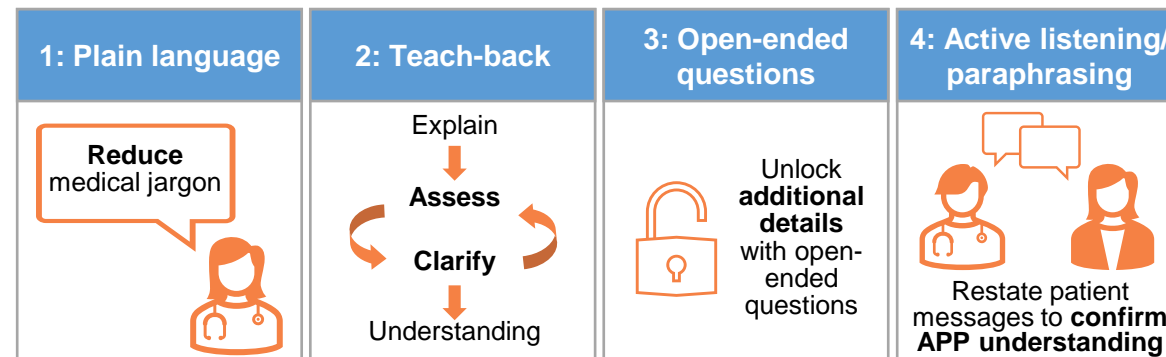 1: Plain language
Reduce
medical jargon
2: Teach-back
Explain
Assess
Clarify
Understanding
3: Open-ended
questions
Unlock
additional
details
with open-
ended
questions
4: Active listening/
paraphrasing
Restate patient
messages to confirm
APP understanding